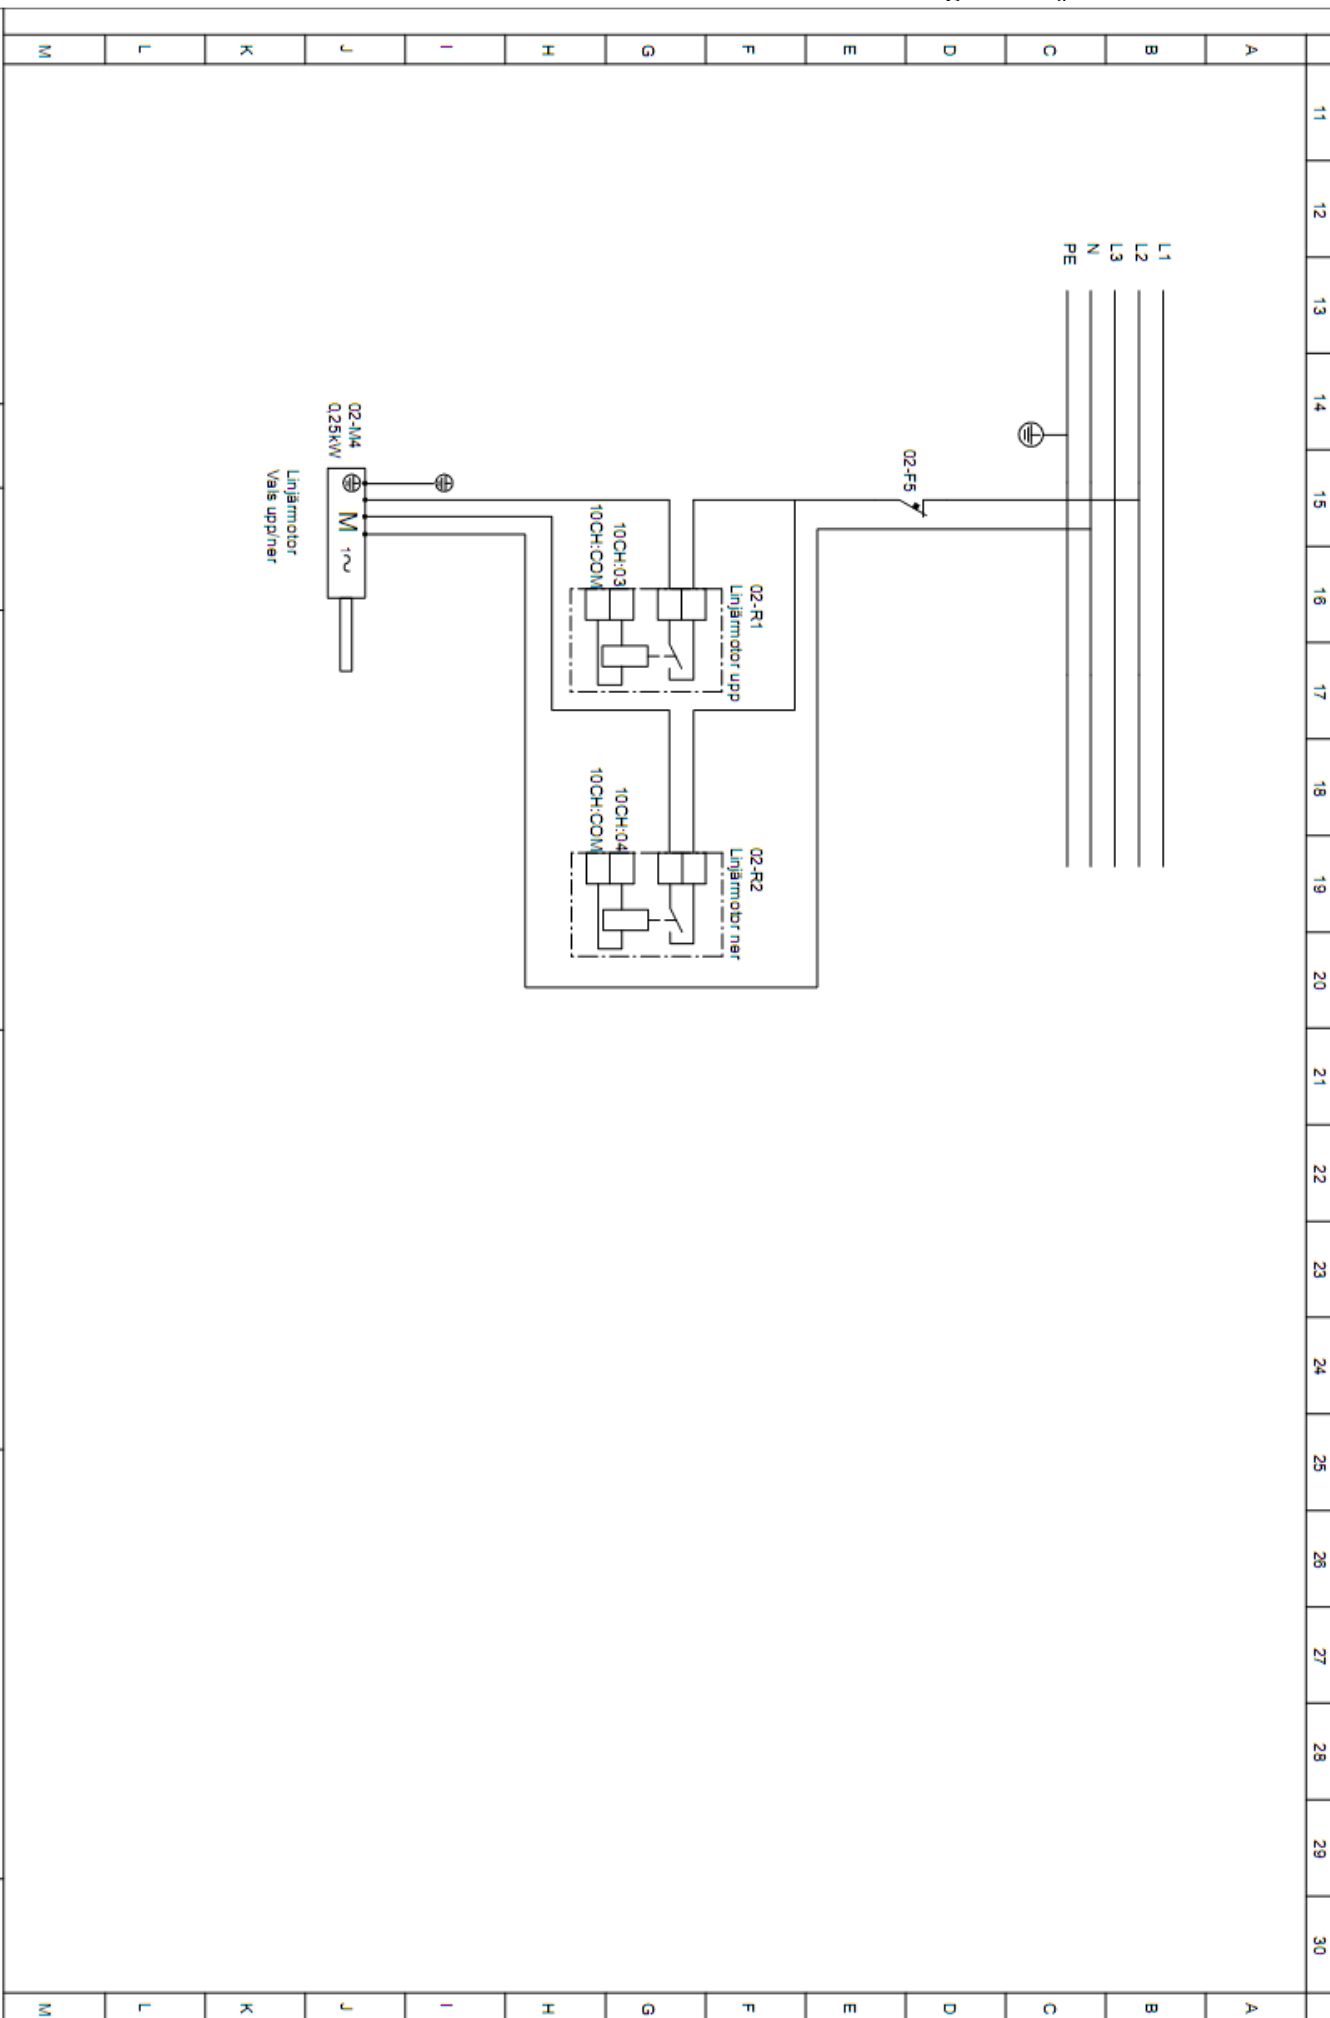 11
12
13
14
15
16
17
18
19
20
21
22
23
24
25
26
27
28
29
30
A
B
C
D
E
F
G
H
I
J
K
L
M
L1
L2
L3
N
PE
02-F5
02-R1
Linjärmotor upp
10CH:03
10CH:COM
02-R2
Linjärmotor ner
10CH:04
10CH:COM
02-M4
0,25kW
M
1~
Linjärmotor
Vals upp/ner
A
B
C
D
E
F
G
H
I
J
K
L
M